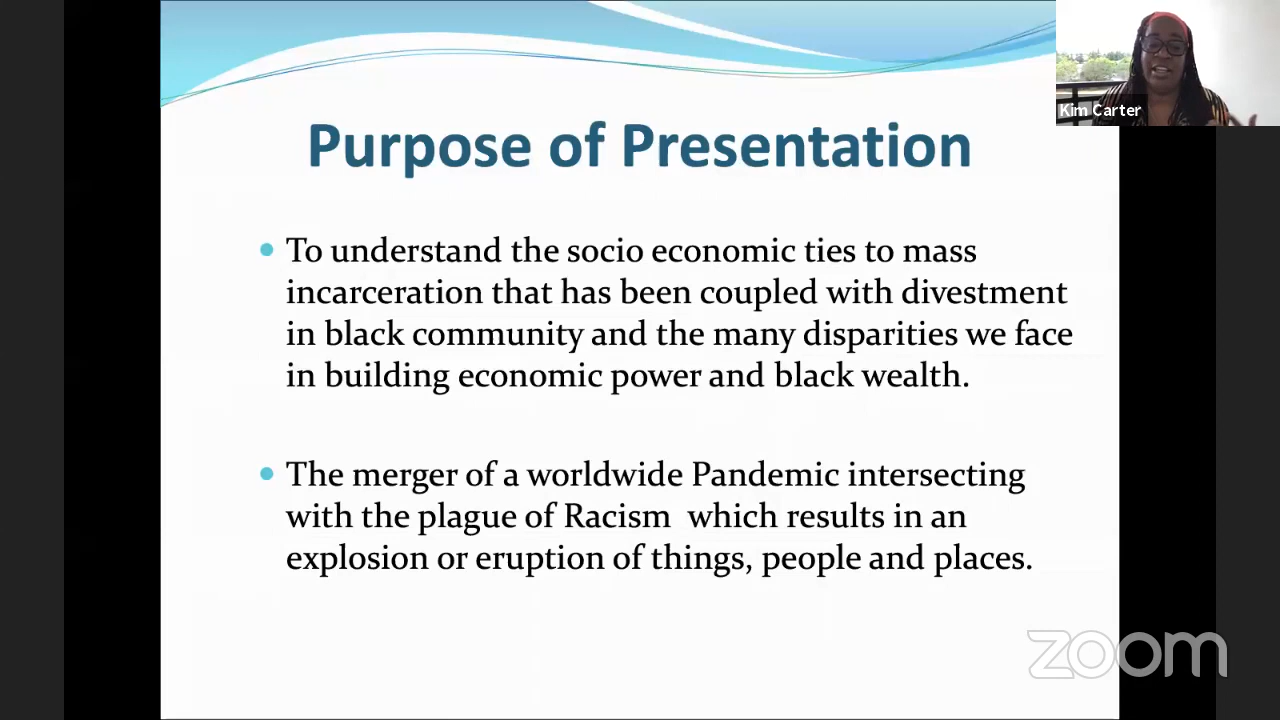 Kim Carter
Purpose of Presentation
To understand the socio economic ties to mass
incarceration that has been coupled with divestment
in black community and the many disparities we face
in building economic power and black wealth.
The merger of a worldwide Pandemic intersecting
with the plague of Racism  which results in an
explosion or eruption of things, people and places.
zoom